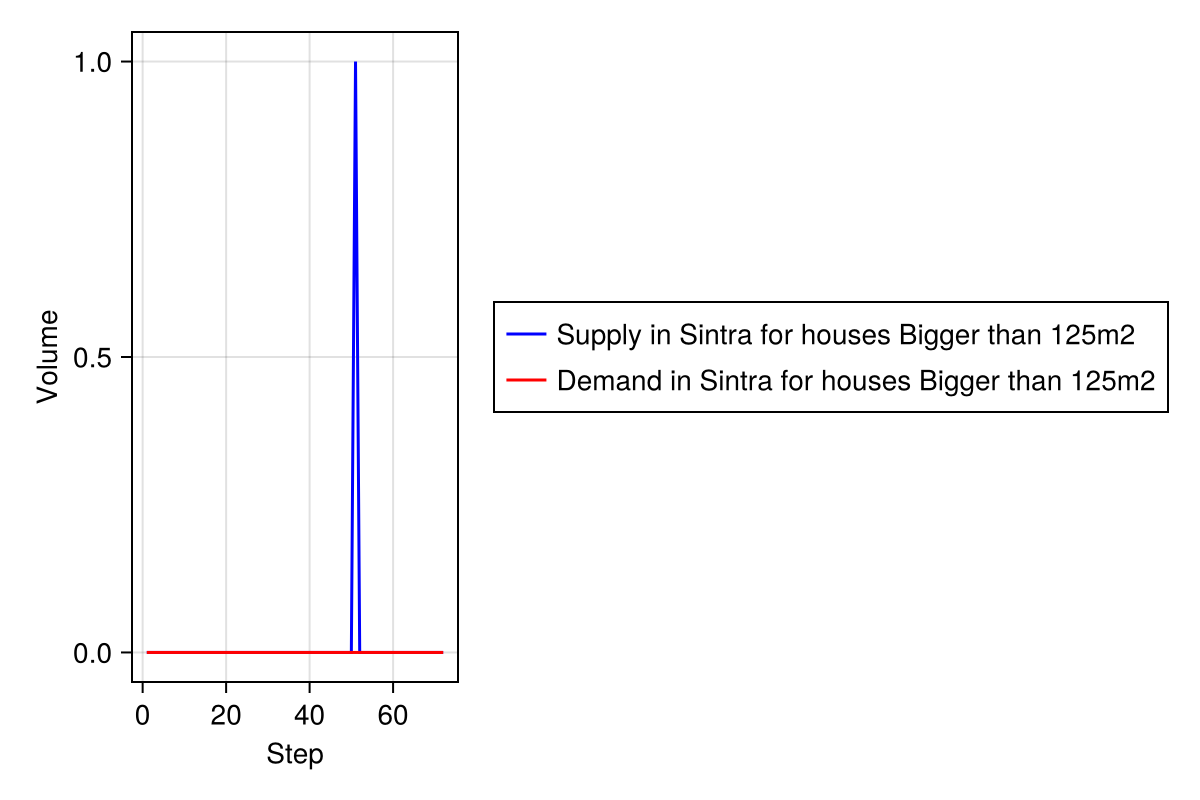 1.0
0.5
0.0
Volume
0
20
40
60
Step
Supply in Sintra for houses Bigger than 125m2
Demand in Sintra for houses Bigger than 125m2